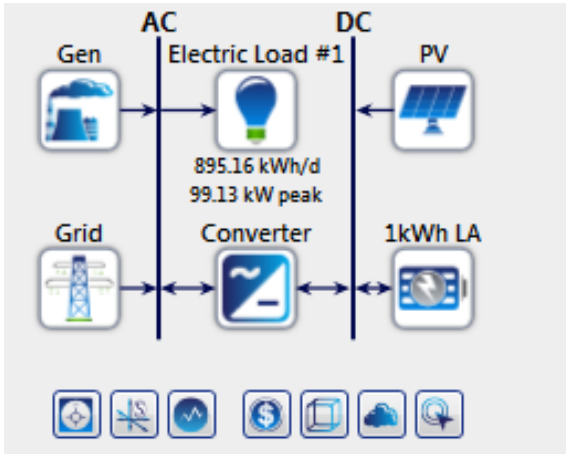 AC DC
Gen Electric Load #1 PV
895.16 kWh/d
99.13 kW peak
Grid Converter 1kWh LA
S
$